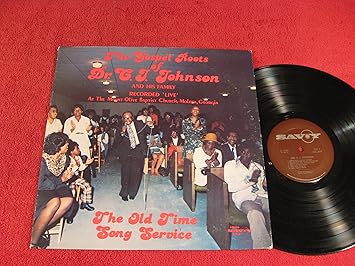 The Gospel Roots
of
Dr. C. J. Johnson
AND HIS FAMILY
RECORDED 'LIVE'
At The Mount Olive Baptist Church, Molena, Georgia
The Old Time
Song Service
SAVOY